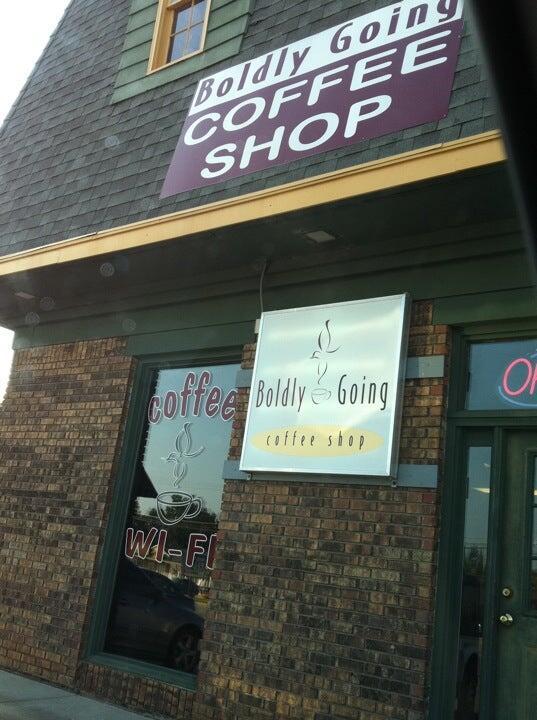 Boldly Going
COFFEE
SHOP
Boldly Going
coffee shop
coffee
WI-FI